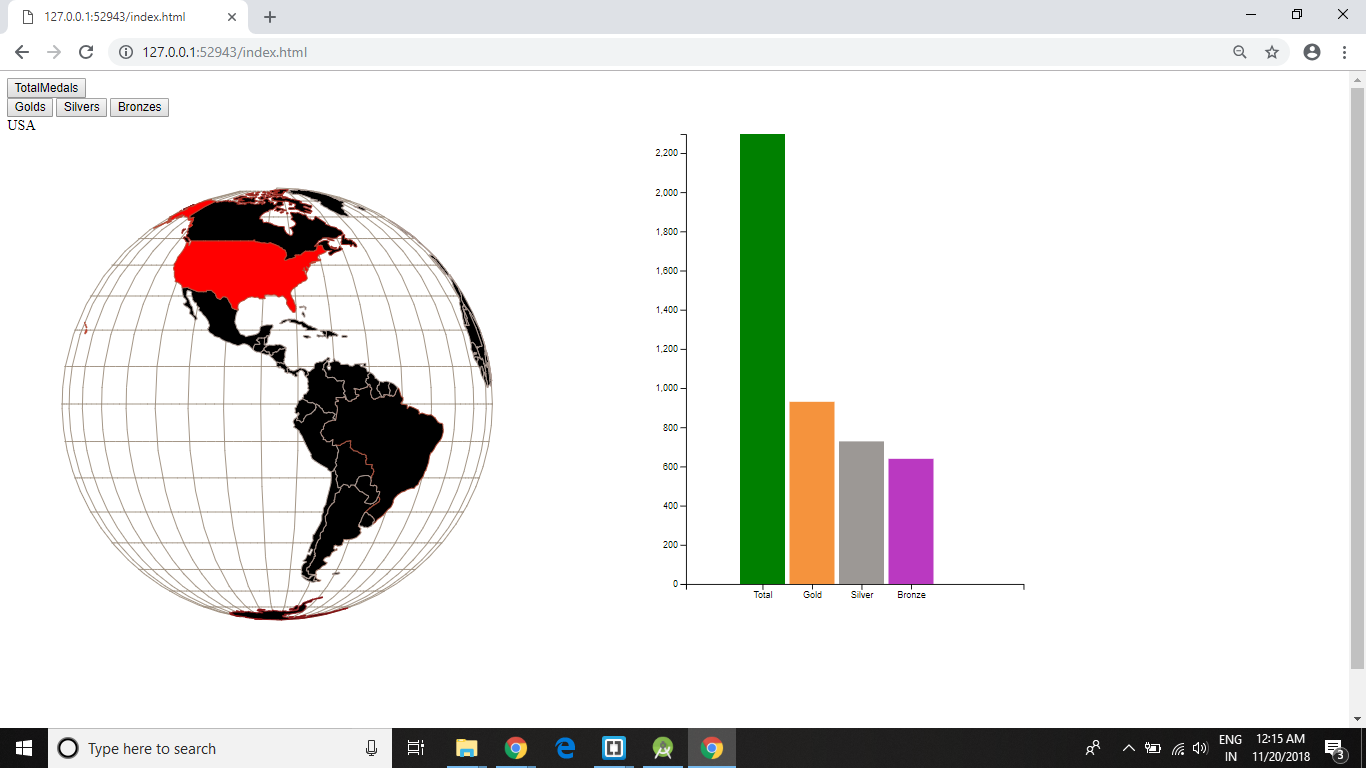 127.0.0.1:52943/index.html
127.0.0.1:52943/index.html
TotalMedals
Golds Silvers Bronzes
USA
2,200
2,000
1,800
1,600
1,400
1,200
1,000
800
600
400
200
0
Total Gold Silver Bronze
Type here to search
ENG
IN
12:15 AM
11/20/2018
3